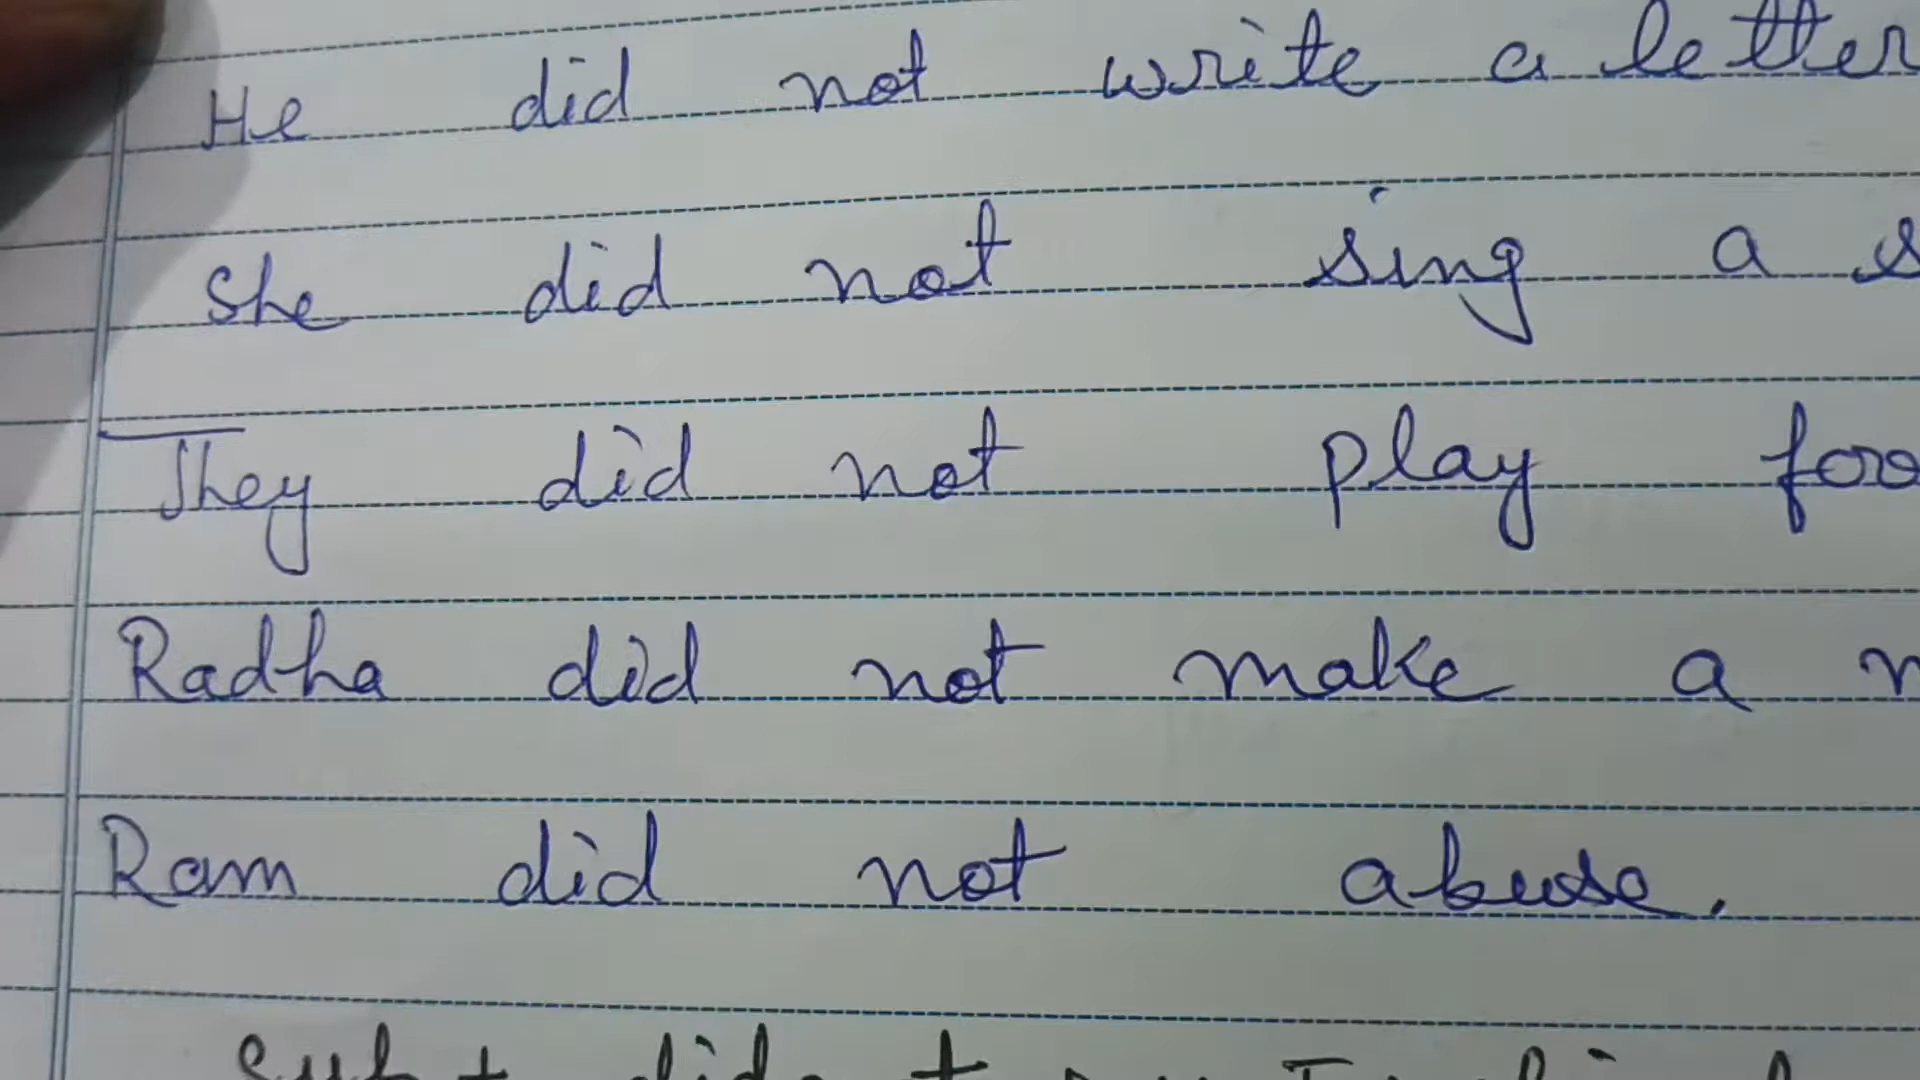 He did not write a letter
She did not sing a
They did not play
Radha did not make a
Ram did not abuse.